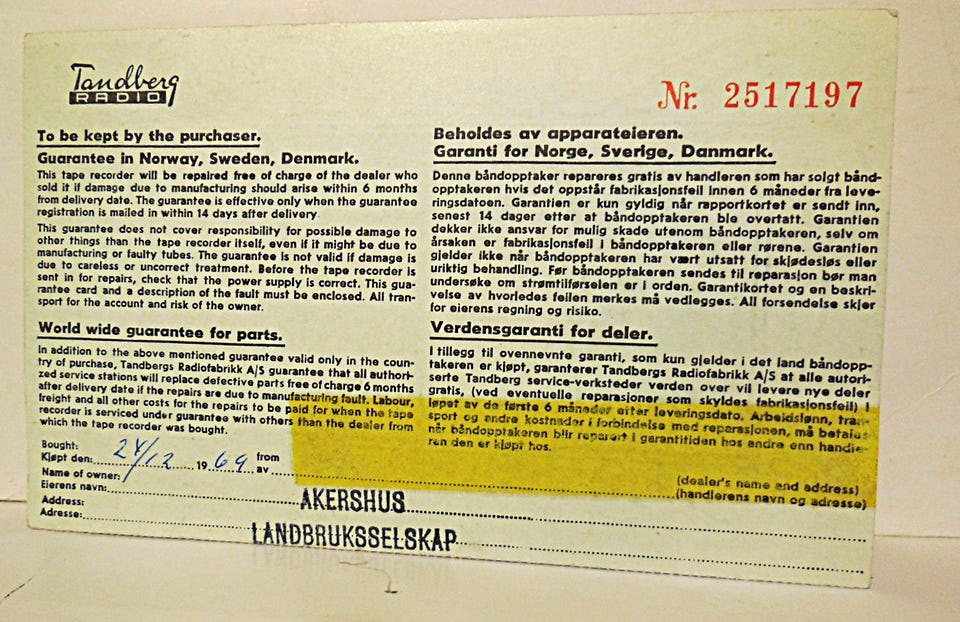 Tandberg
RADIO
Nr. 2517197
To be kept by the purchaser.
Guarantee in Norway, Sweden, Denmark.
This tape recorder will be repaired free of charge of the dealer who
sold it if damage due to manufacturing should arise within 6 months
from delivery date. The guarantee is effective only when the guarantee
registration is mailed in within 14 days after delivery.
This guarantee does not cover responsibility for possible damage to
other things than the tape recorder itself, even if it might be due to
manufacturing or faulty tubes. The guarantee is not valid if damage is
due to careless or uncorrect treatment. Before the tape recorder is
sent in for repairs, check that the power supply is correct. This gua-
rantee card and a description of the fault must be enclosed. All tran-
sport for the account and risk of the owner.
World wide guarantee for parts.
In addition to the above mentioned guarantee valid only in the coun-
try of purchase, Tandbergs Radiofabrikk A/S guarantee that all authori-
zed service stations will replace defective parts free of charge 6 months
after delivery date if the repairs are due to manufacturing fault. Labour,
freight and all other costs for the repairs to be paid for when the tape
recorder is serviced under guarantee with others than the dealer from
which the tape recorder was bought.
Beholdes av apparateieren.
Garanti for Norge, Sverige, Danmark.
Denne båndopptaker repareres gratis av handleren som har solgt bånd-
opptakeren hvis det oppstår fabrikasjonsfeil innen 6 måneder fra leve-
ringsdatoen. Garantien er kun gyldig når rapportkortet er sendt inn,
senest 14 dager etter at båndopptakeren ble overtatt. Garantien
dekker ikke ansvar for mulig skade utenom båndopptakeren, selv om
årsaken er fabrikasjonsfeil i båndopptakeren eller rørene. Garantien
gjelder ikke når båndopptakeren har vært utsatt for skjødesløs eller
uriktig behandling. Før båndopptakeren sendes til reparasjon bør man
undersøke om strømtilførselen er i orden. Garantikortet og en beskri-
velse av hvorledes feilen merkes må vedlegges. All forsendelse skjer
for eierens regning og risiko.
Verdensgaranti for deler.
I tillegg til ovennevnte garanti, som kun gjelder i det land båndopp-
takeren er kjøpt, garanterer Tandbergs Radiofabrikk A/S at alle autori-
serte Tandberg service-verksteder verden over vil levere nye deler
gratis, (ved eventuelle reparasjoner som skyldes fabrikasjonsfeil) i
løpet av de første 6 måneder efter leveringsdato. Arbeidslønn, tran-
sport og andre kostnader i forbindelse med reparasjonen, må betales
når båndopptakeren blir reparert i garantitiden hos andre enn handle-
ren den er kjøpt hos.
Bought:
Kjøpt den: 24/12 1969 from
av
(dealer's name and address)
(handlerens navn og adresse)
Name of owner:
Eierens navn:
AKERSHUS
Address:
Adresse:
LANDBRUKSSELSKAP